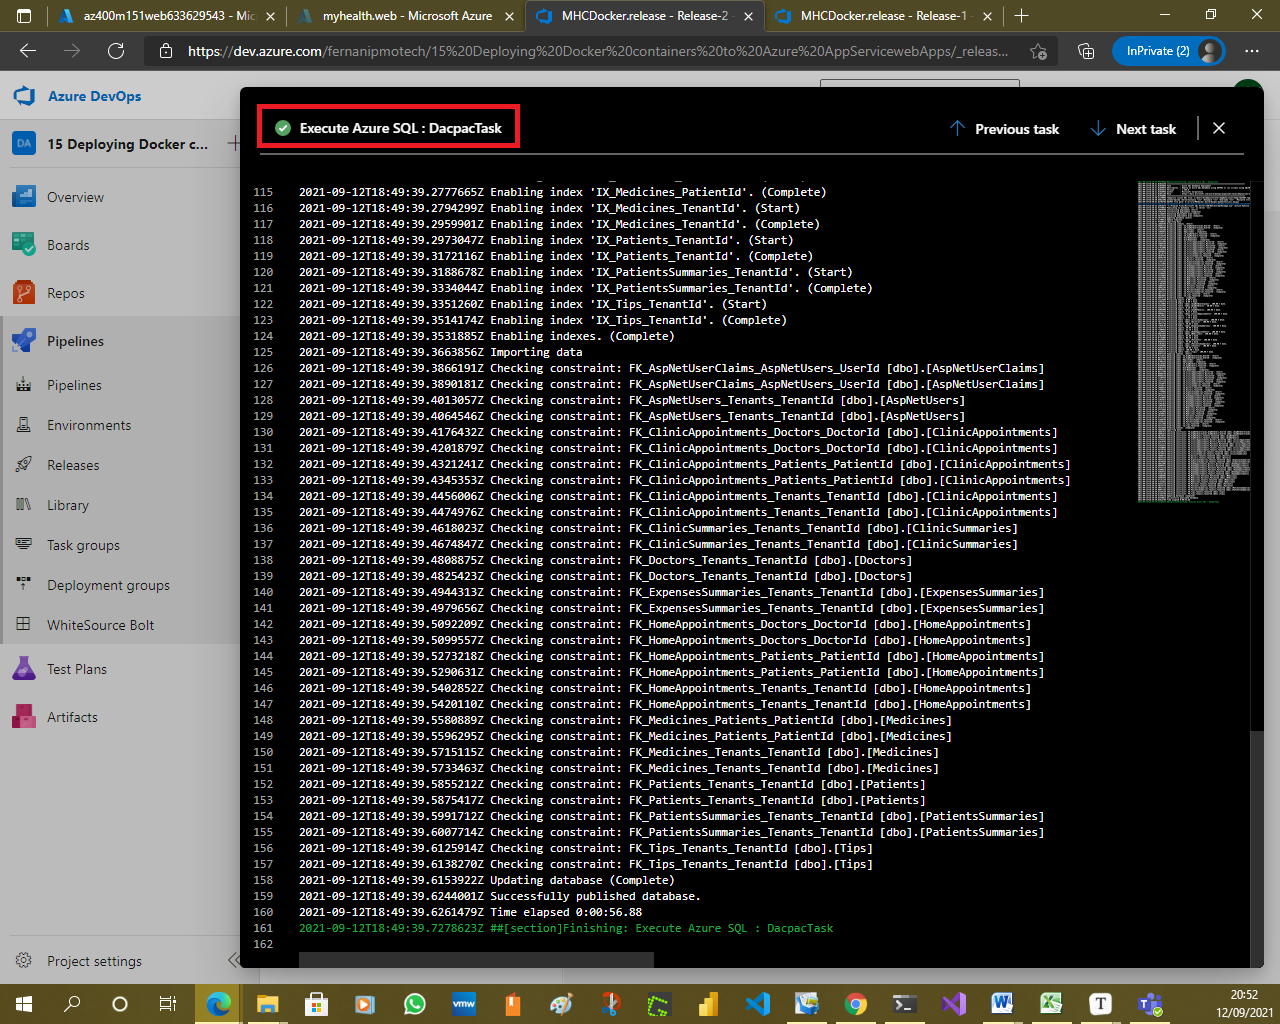 az400m151web633629543 - Mic
myhealth.web - Microsoft Azure
MHCDocker.release - Release-2 -
MHCDocker.release - Release-1 -
https://dev.azure.com/fernanipmotech/15%20Deploying%20Docker%20containers%20to%20Azure%20AppServicewebApps/_releas...
InPrivate (2)
Azure DevOps
DA
15 Deploying Docker c...
Overview
Boards
Repos
Pipelines
Pipelines
Environments
Releases
Library
Task groups
Deployment groups
WhiteSource Bolt
Test Plans
Artifacts
Project settings
Execute Azure SQL : DacpacTask
Previous task
Next task
115 2021-09-12T18:49:39.2777665Z Enabling index 'IX_Medicines_PatientId'. (Complete)
116 2021-09-12T18:49:39.2794299Z Enabling index 'IX_Medicines_TenantId'. (Start)
117 2021-09-12T18:49:39.2959901Z Enabling index 'IX_Medicines_TenantId'. (Complete)
118 2021-09-12T18:49:39.2973047Z Enabling index 'IX_Patients_TenantId'. (Start)
119 2021-09-12T18:49:39.3172116Z Enabling index 'IX_Patients_TenantId'. (Complete)
120 2021-09-12T18:49:39.3188678Z Enabling index 'IX_PatientsSummaries_TenantId'. (Start)
121 2021-09-12T18:49:39.3334044Z Enabling index 'IX_PatientsSummaries_TenantId'. (Complete)
122 2021-09-12T18:49:39.3351260Z Enabling index 'IX_Tips_TenantId'. (Start)
123 2021-09-12T18:49:39.3514174Z Enabling index 'IX_Tips_TenantId'. (Complete)
124 2021-09-12T18:49:39.3531885Z Enabling indexes. (Complete)
125 2021-09-12T18:49:39.3663856Z Importing data
126 2021-09-12T18:49:39.3866191Z Checking constraint: FK_AspNetUserClaims_AspNetUsers_UserId [dbo].[AspNetUserClaims]
127 2021-09-12T18:49:39.3890181Z Checking constraint: FK_AspNetUserClaims_AspNetUsers_UserId [dbo].[AspNetUserClaims]
128 2021-09-12T18:49:39.4013057Z Checking constraint: FK_AspNetUsers_Tenants_TenantId [dbo].[AspNetUsers]
129 2021-09-12T18:49:39.4064546Z Checking constraint: FK_AspNetUsers_Tenants_TenantId [dbo].[AspNetUsers]
130 2021-09-12T18:49:39.4176432Z Checking constraint: FK_ClinicAppointments_Doctors_DoctorId [dbo].[ClinicAppointments]
131 2021-09-12T18:49:39.4201879Z Checking constraint: FK_ClinicAppointments_Doctors_DoctorId [dbo].[ClinicAppointments]
132 2021-09-12T18:49:39.4321241Z Checking constraint: FK_ClinicAppointments_Patients_PatientId [dbo].[ClinicAppointments]
133 2021-09-12T18:49:39.4345353Z Checking constraint: FK_ClinicAppointments_Patients_PatientId [dbo].[ClinicAppointments]
134 2021-09-12T18:49:39.4456006Z Checking constraint: FK_ClinicAppointments_Tenants_TenantId [dbo].[ClinicAppointments]
135 2021-09-12T18:49:39.4474976Z Checking constraint: FK_ClinicAppointments_Tenants_TenantId [dbo].[ClinicAppointments]
136 2021-09-12T18:49:39.4618023Z Checking constraint: FK_ClinicSummaries_Tenants_TenantId [dbo].[ClinicSummaries]
137 2021-09-12T18:49:39.4674847Z Checking constraint: FK_ClinicSummaries_Tenants_TenantId [dbo].[ClinicSummaries]
138 2021-09-12T18:49:39.4808875Z Checking constraint: FK_Doctors_Tenants_TenantId [dbo].[Doctors]
139 2021-09-12T18:49:39.4825423Z Checking constraint: FK_Doctors_Tenants_TenantId [dbo].[Doctors]
140 2021-09-12T18:49:39.4944313Z Checking constraint: FK_ExpensesSummaries_Tenants_TenantId [dbo].[ExpensesSummaries]
141 2021-09-12T18:49:39.4979656Z Checking constraint: FK_ExpensesSummaries_Tenants_TenantId [dbo].[ExpensesSummaries]
142 2021-09-12T18:49:39.5092209Z Checking constraint: FK_HomeAppointments_Doctors_DoctorId [dbo].[HomeAppointments]
143 2021-09-12T18:49:39.5099557Z Checking constraint: FK_HomeAppointments_Doctors_DoctorId [dbo].[HomeAppointments]
144 2021-09-12T18:49:39.5273218Z Checking constraint: FK_HomeAppointments_Patients_PatientId [dbo].[HomeAppointments]
145 2021-09-12T18:49:39.5290631Z Checking constraint: FK_HomeAppointments_Patients_PatientId [dbo].[HomeAppointments]
146 2021-09-12T18:49:39.5402852Z Checking constraint: FK_HomeAppointments_Tenants_TenantId [dbo].[HomeAppointments]
147 2021-09-12T18:49:39.5420110Z Checking constraint: FK_HomeAppointments_Tenants_TenantId [dbo].[HomeAppointments]
148 2021-09-12T18:49:39.5580889Z Checking constraint: FK_Medicines_Patients_PatientId [dbo].[Medicines]
149 2021-09-12T18:49:39.5596295Z Checking constraint: FK_Medicines_Patients_PatientId [dbo].[Medicines]
150 2021-09-12T18:49:39.5715115Z Checking constraint: FK_Medicines_Tenants_TenantId [dbo].[Medicines]
151 2021-09-12T18:49:39.5733463Z Checking constraint: FK_Medicines_Tenants_TenantId [dbo].[Medicines]
152 2021-09-12T18:49:39.5855212Z Checking constraint: FK_Patients_Tenants_TenantId [dbo].[Patients]
153 2021-09-12T18:49:39.5875417Z Checking constraint: FK_Patients_Tenants_TenantId [dbo].[Patients]
154 2021-09-12T18:49:39.5991712Z Checking constraint: FK_PatientsSummaries_Tenants_TenantId [dbo].[PatientsSummaries]
155 2021-09-12T18:49:39.6007714Z Checking constraint: FK_PatientsSummaries_Tenants_TenantId [dbo].[PatientsSummaries]
156 2021-09-12T18:49:39.6125914Z Checking constraint: FK_Tips_Tenants_TenantId [dbo].[Tips]
157 2021-09-12T18:49:39.6138270Z Checking constraint: FK_Tips_Tenants_TenantId [dbo].[Tips]
158 2021-09-12T18:49:39.6153922Z Updating database (Complete)
159 2021-09-12T18:49:39.6244001Z Successfully published database.
160 2021-09-12T18:49:39.6261479Z Time elapsed 0:00:56.88
161 2021-09-12T18:49:39.7278623Z ##[section]Finishing: Execute Azure SQL : DacpacTask
162
vmw
20:52
12/09/2021